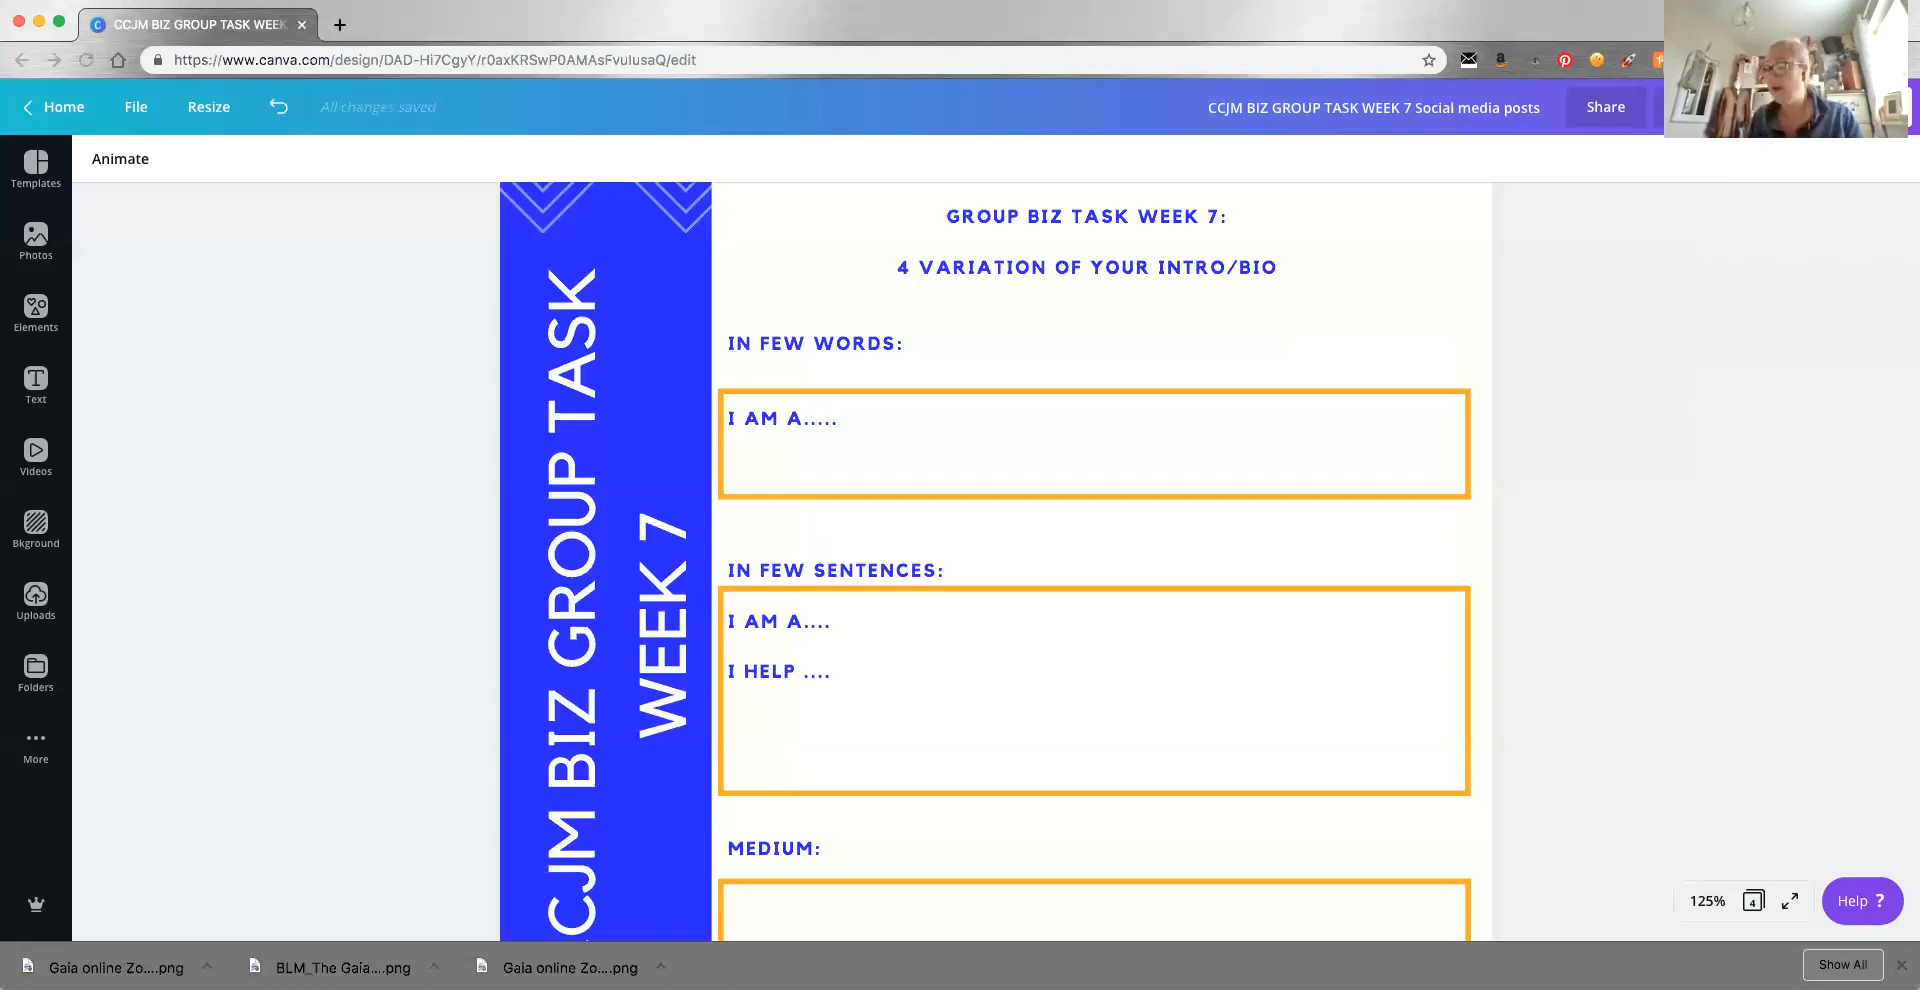 CCJM BIZ GROUP TASK WEEK
https://www.canva.com/design/DAD-Hi7CgyY/r0axKRSwP0AMAsFvuIusaQ/edit
Home File Resize All changes saved CCJM BIZ GROUP TASK WEEK 7 Social media posts Share
Animate
Templates
Photos
Elements
Text
Videos
Bkground
Uploads
Folders
More
CJM BIZ GROUP TASK
WEEK 7
GROUP BIZ TASK WEEK 7:
4 VARIATION OF YOUR INTRO/BIO
IN FEW WORDS:
I AM A.....
IN FEW SENTENCES:
I AM A....
I HELP ....
MEDIUM:
125% 4 Help ?
Gaia online Zo....png BLM_The Gaia....png Gaia online Zo....png Show All